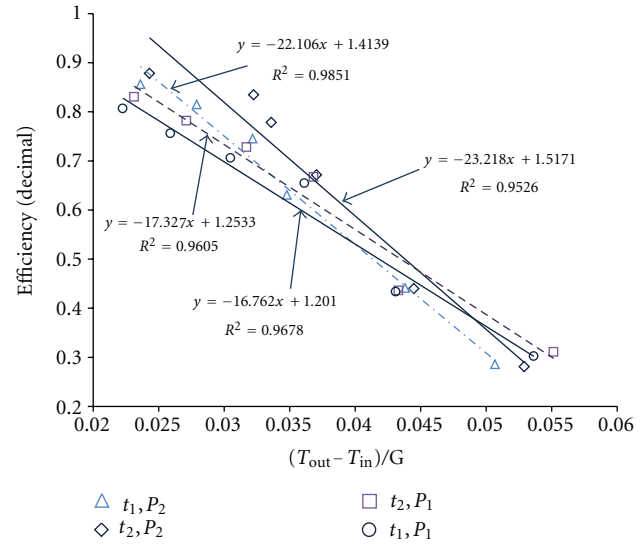 1
0.9
0.8
0.7
0.6
0.5
0.4
0.3
0.2
Efficiency (decimal)
y = −22.106x + 1.4139
R² = 0.9851
y = −23.218x + 1.5171
R² = 0.9526
y = −17.327x + 1.2533
R² = 0.9605
y = −16.762x + 1.201
R² = 0.9678
0.02 0.025 0.03 0.035 0.04 0.045 0.05 0.055 0.06
(Tout − Tin)/G
t₁, P₂ t₂, P₁
t₂, P₂ t₁, P₁